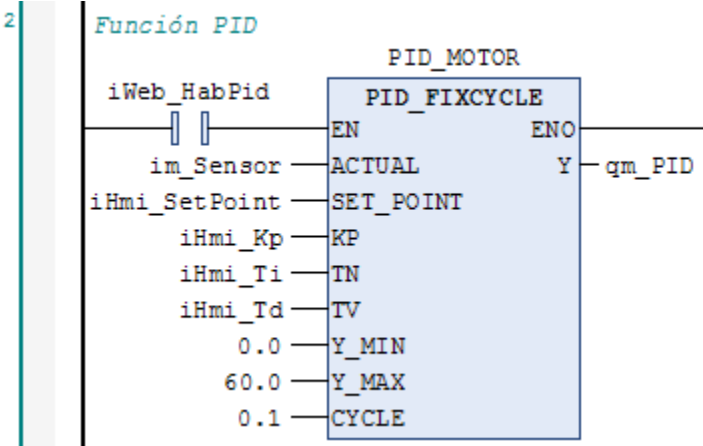 2
Función PID
PID_MOTOR
iWeb_HabPid
PID_FIXCYCLE
EN ENO
im_Sensor ACTUAL Y qm_PID
iHmi_SetPoint SET_POINT
iHmi_Kp KP
iHmi_Ti TN
iHmi_Td TV
0.0 Y_MIN
60.0 Y_MAX
0.1 CYCLE